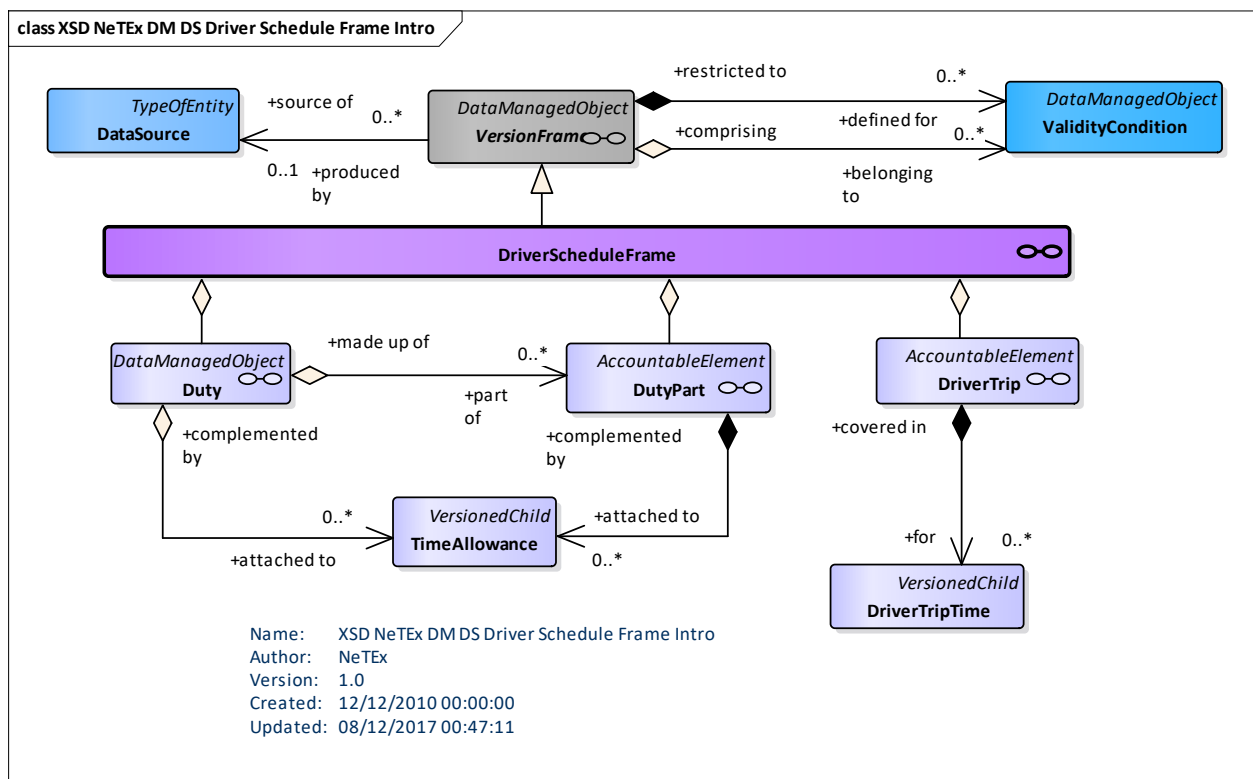 class XSD NeTEx DM DS Driver Schedule Frame Intro
TypeOfEntity
DataSource
+source of
0..*
0..1
+produced
by
DataManagedObject
VersionFrame
+restricted to
0..*
+defined for
+comprising
0..*
+belonging
to
DataManagedObject
ValidityCondition
DriverScheduleFrame
DataManagedObject
Duty
+made up of
0..*
+part
of
AccountableElement
DutyPart
AccountableElement
DriverTrip
+complemented
by
+complemented
by
+covered in
0..*
+attached to
VersionedChild
TimeAllowance
+attached to
0..*
+for
0..*
VersionedChild
DriverTripTime
Name: XSD NeTEx DM DS Driver Schedule Frame Intro
Author: NeTEx
Version: 1.0
Created: 12/12/2010 00:00:00
Updated: 08/12/2017 00:47:11